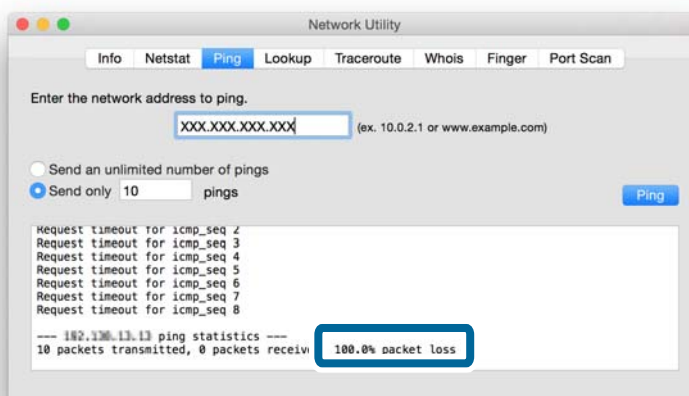 Network Utility
Info Netstat Ping Lookup Traceroute Whois Finger Port Scan
Enter the network address to ping.
XXX.XXX.XXX.XXX (ex. 10.0.2.1 or www.example.com)
Send an unlimited number of pings
Send only 10 pings
Ping
Request timeout for icmp_seq 2
Request timeout for icmp_seq 3
Request timeout for icmp_seq 4
Request timeout for icmp_seq 5
Request timeout for icmp_seq 6
Request timeout for icmp_seq 7
Request timeout for icmp_seq 8
--- ping statistics ---
10 packets transmitted, 0 packets receiv 100.0% packet loss